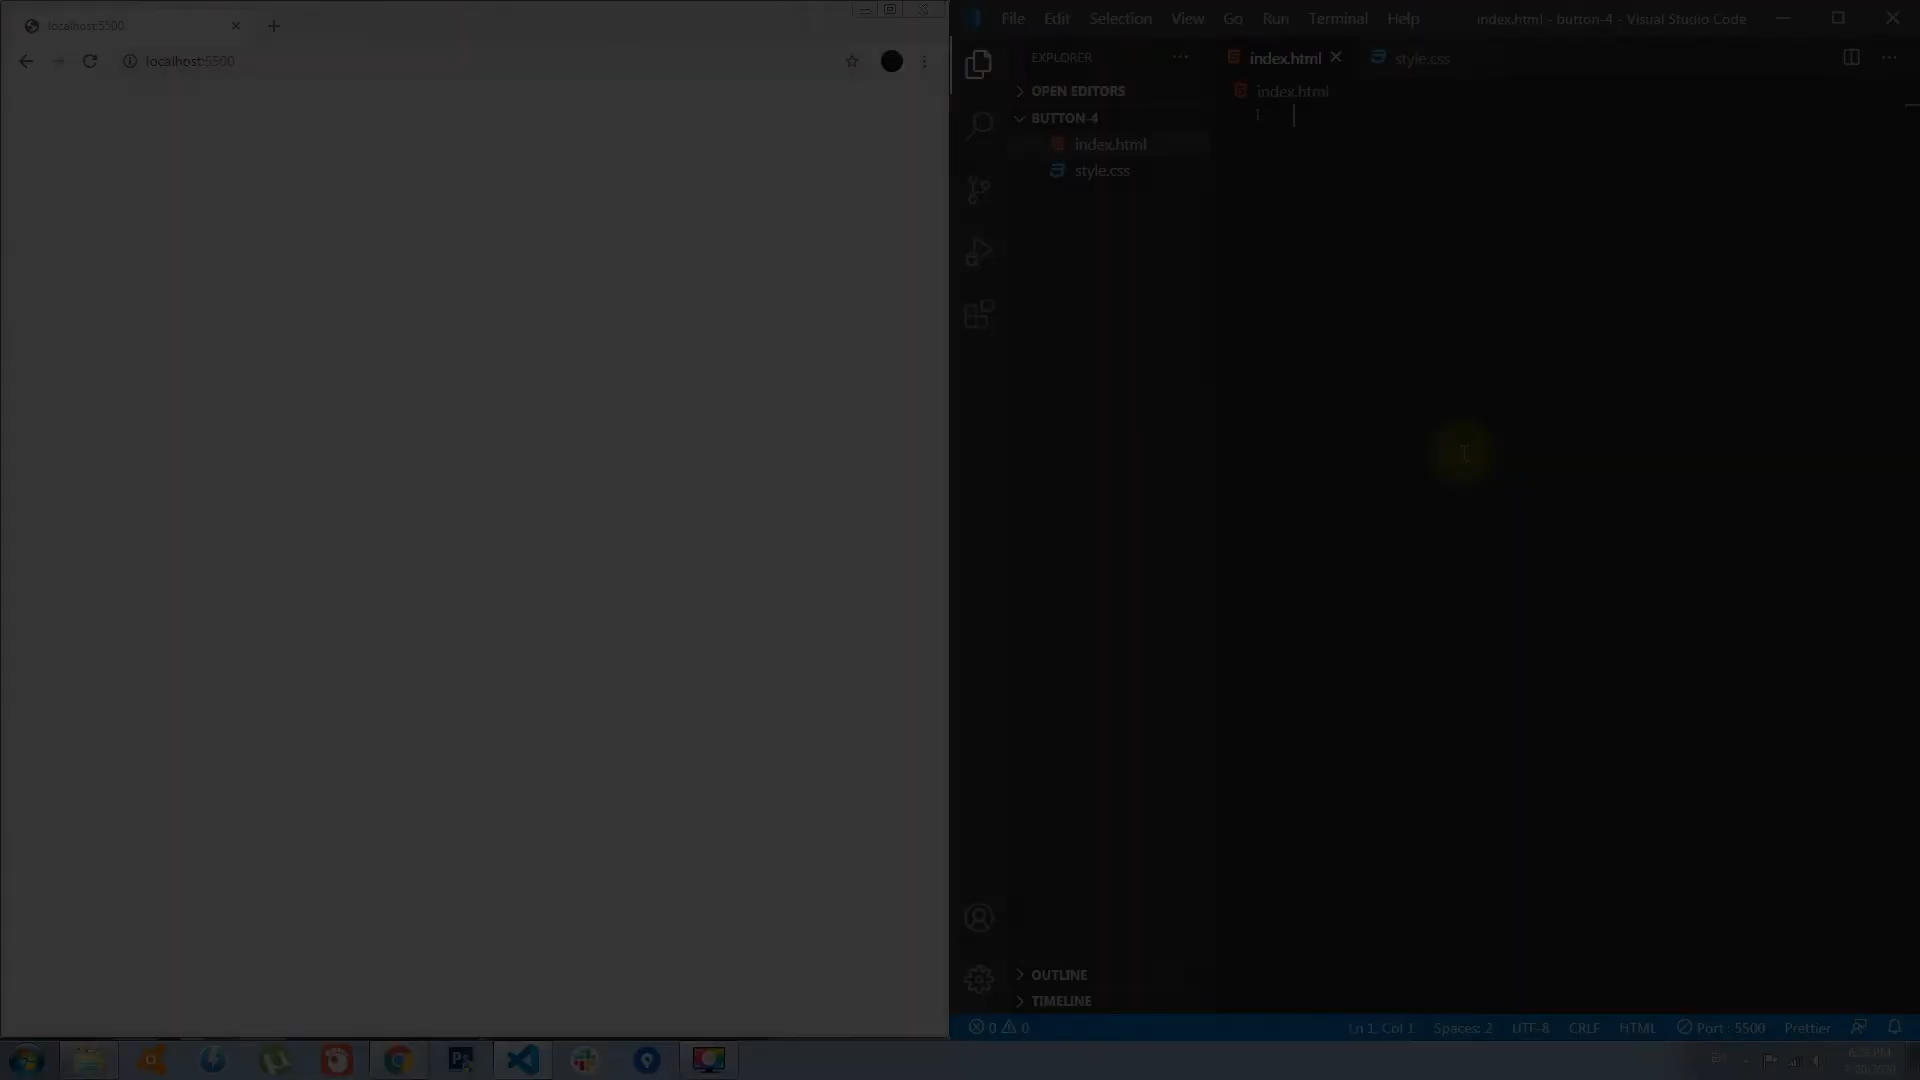 localhost:5500
localhost:5500
File Edit Selection View Go Run Terminal Help
index.html - button-4 - Visual Studio Code
EXPLORER
OPEN EDITORS
BUTTON-4
index.html
style.css
OUTLINE
TIMELINE
index.html
style.css
index.html
1
0 0
Ln 1, Col 1 Spaces: 2 UTF-8 CRLF HTML Port : 5500 Prettier
Ps
EN